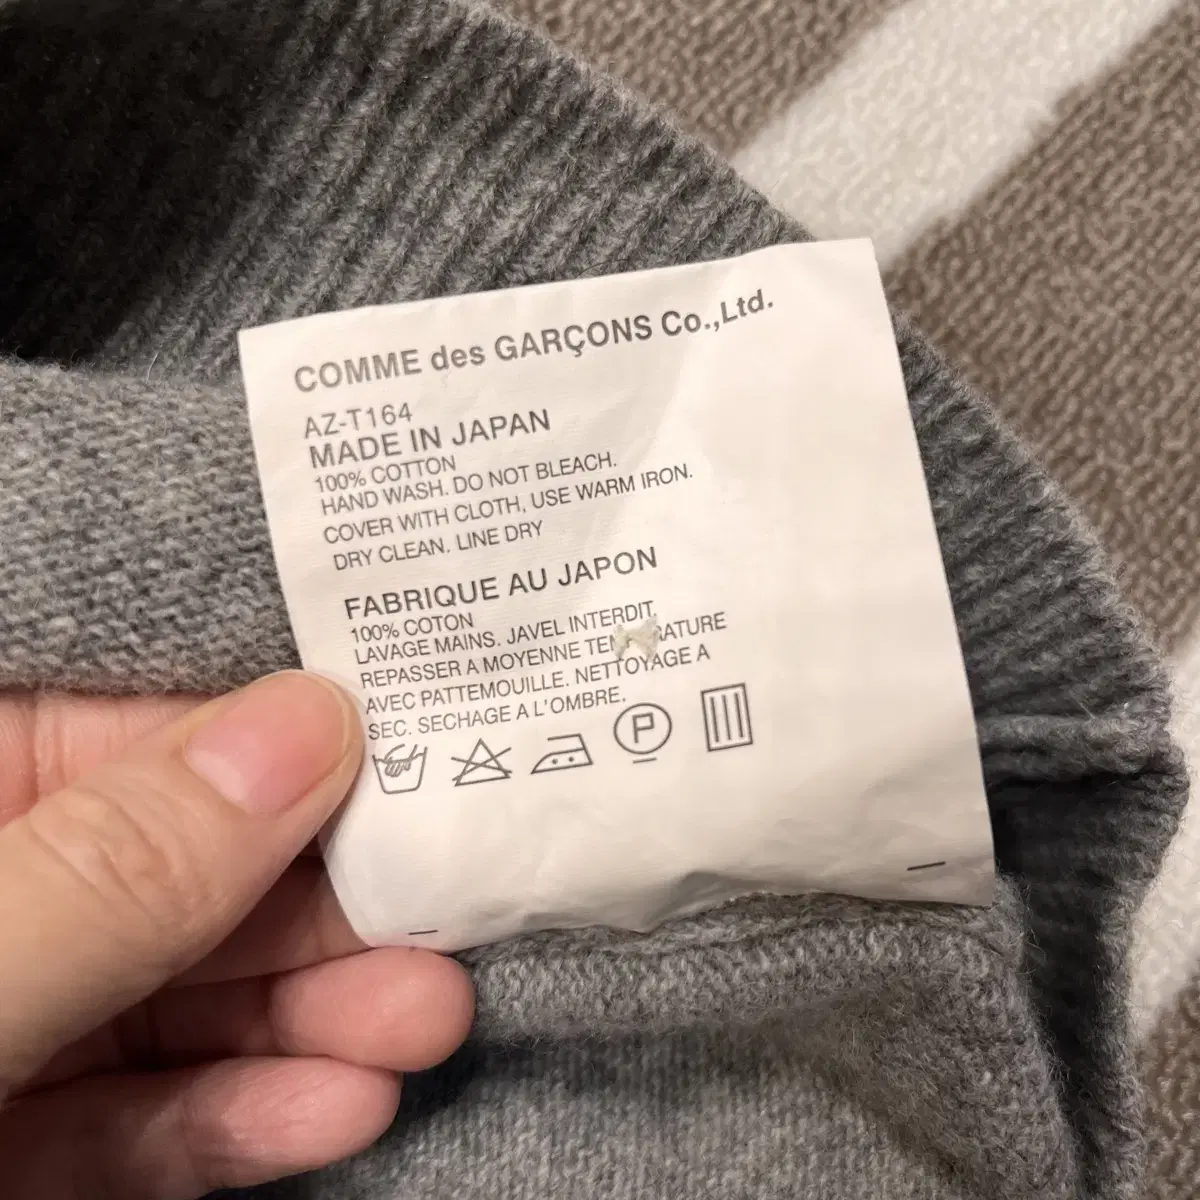 COMME des GARÇONS Co.,Ltd.
AZ-T164
MADE IN JAPAN
100% COTTON
HAND WASH. DO NOT BLEACH.
COVER WITH CLOTH, USE WARM IRON.
DRY CLEAN. LINE DRY
FABRIQUE AU JAPON
100% COTON
LAVAGE MAINS. JAVEL INTERDIT.
REPASSER A MOYENNE
AVEC PATTEMOUILLE. NETTOYAGE A
SEC. SECHAGE A L'OMBRE.
P